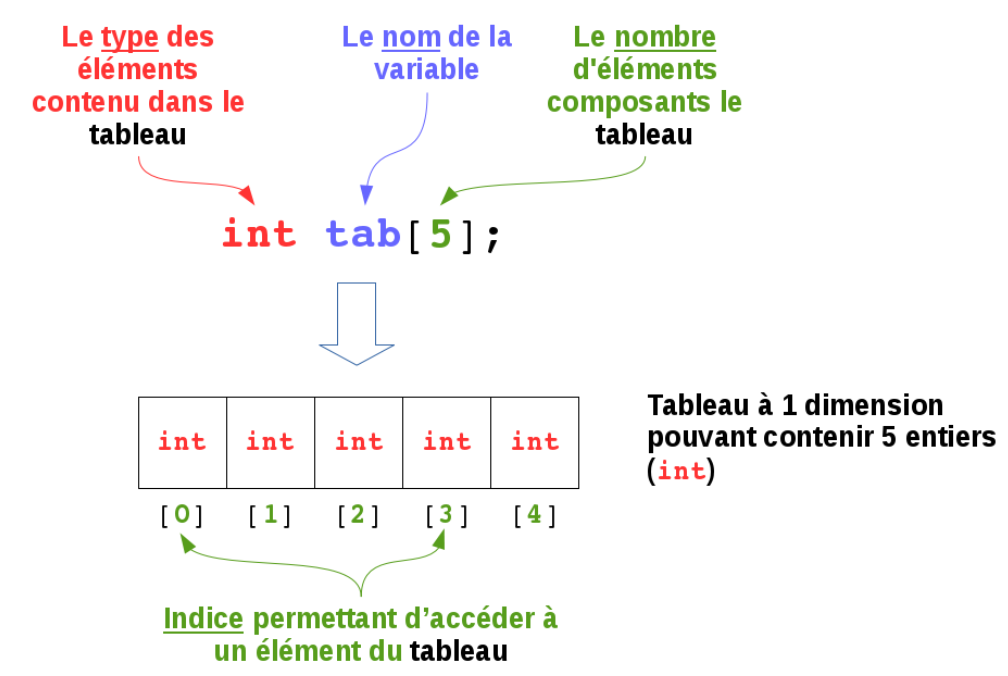 Le type des
éléments
contenu dans le
tableau
Le nom de la
variable
Le nombre
d'éléments
composants le
tableau
int tab[5];
int int int int int
[0] [1] [2] [3] [4]
Tableau à 1 dimension
pouvant contenir 5 entiers
(int)
Indice permettant d’accéder à
un élément du tableau